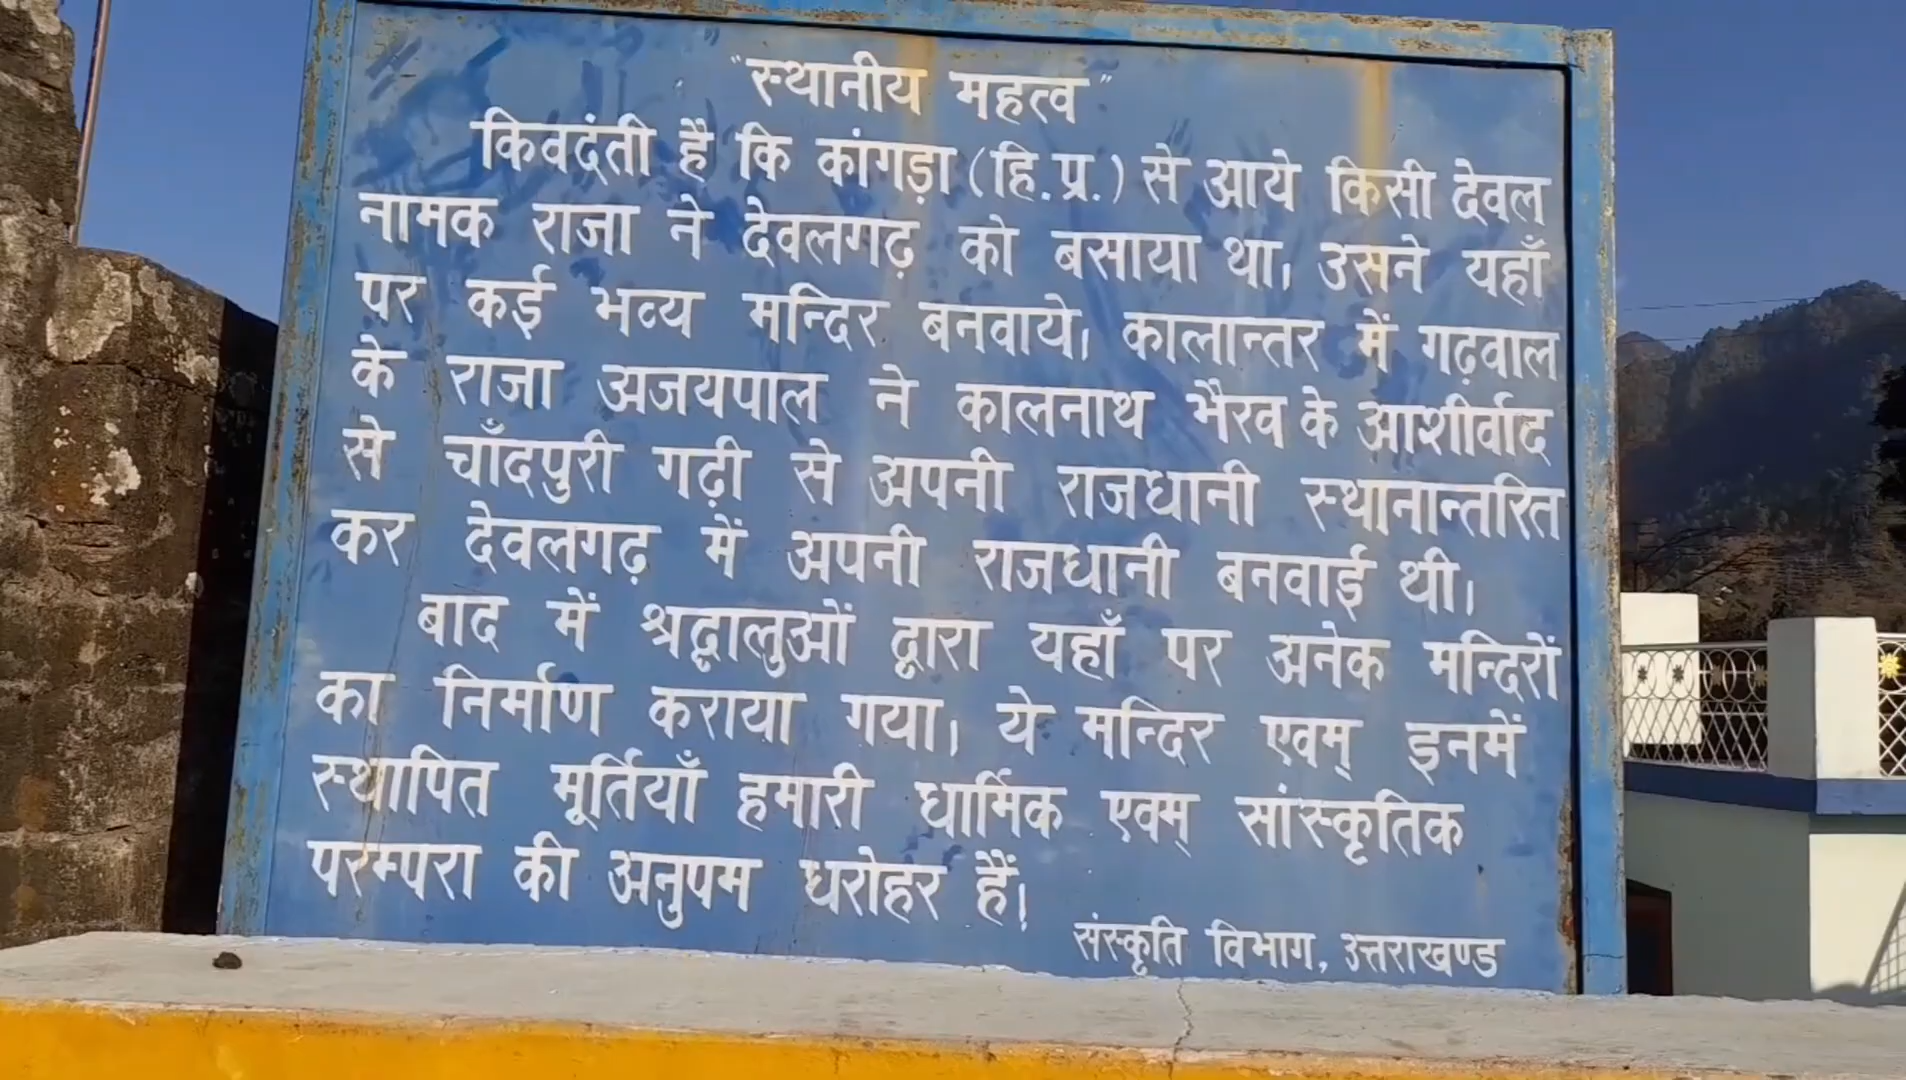 "स्थानीय महत्व"
किवदंती है कि कांगड़ा (हि.प्र.) से आये किसी देवल
नामक राजा ने देवलगढ़ को बसाया था। उसने यहाँ
पर कई भव्य मन्दिर बनवाये। कालान्तर में गढ़वाल
के राजा अजयपाल ने कालनाथ भैरव के आशीर्वाद
से चाँदपुरी गढ़ी से अपनी राजधानी स्थानान्तरित
कर देवलगढ़ में अपनी राजधानी बनवाई थी।
बाद में श्रद्धालुओं द्वारा यहाँ पर अनेक मन्दिरों
का निर्माण कराया गया। ये मन्दिर एवम् इनमें
स्थापित मूर्तियाँ हमारी धार्मिक एवम् सांस्कृतिक
परम्परा की अनुपम धरोहर हैं।
संस्कृति विभाग, उत्तराखण्ड